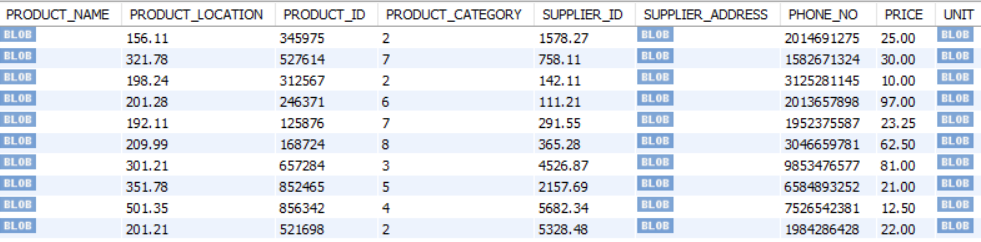 PRODUCT_NAME PRODUCT_LOCATION PRODUCT_ID PRODUCT_CATEGORY SUPPLIER_ID SUPPLIER_ADDRESS PHONE_NO PRICE UNIT
BLOB 156.11 345975 2 1578.27 BLOB 2014691275 25.00 BLOB
BLOB 321.78 527614 7 758.11 BLOB 1582671324 30.00 BLOB
BLOB 198.24 312567 2 142.11 BLOB 3125281145 10.00 BLOB
BLOB 201.28 246371 6 111.21 BLOB 2013657898 97.00 BLOB
BLOB 192.11 125876 7 291.55 BLOB 1952375587 23.25 BLOB
BLOB 209.99 168724 8 365.28 BLOB 3046659781 62.50 BLOB
BLOB 301.21 657284 3 4526.87 BLOB 9853476577 81.00 BLOB
BLOB 351.78 852465 5 2157.69 BLOB 6584893252 21.00 BLOB
BLOB 501.35 856342 4 5682.34 BLOB 7526542381 12.50 BLOB
BLOB 201.21 521698 2 5328.48 BLOB 1984286428 22.00 BLOB